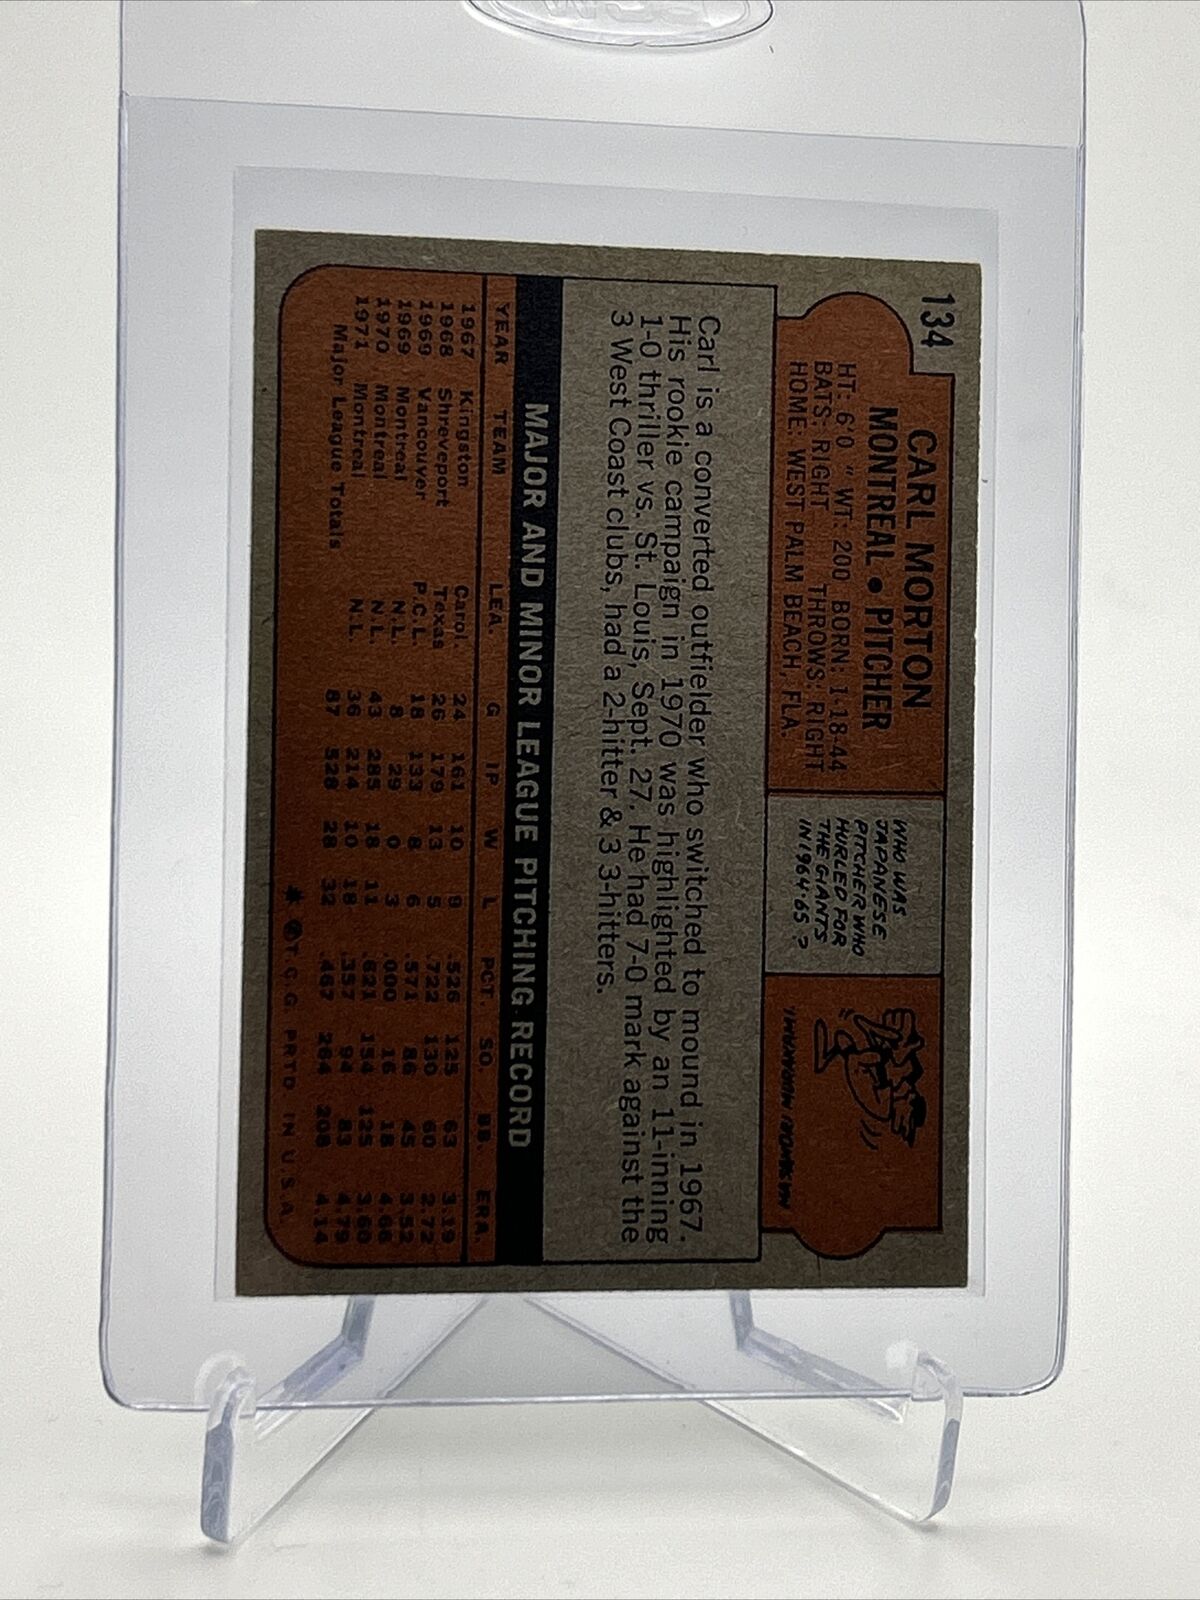 134
CARL MORTON
MONTREAL • PITCHER
HT: 6'0 " WT: 200 BORN: 1-18-44
BATS: RIGHT THROWS: RIGHT
HOME: WEST PALM BEACH, FLA.
WHO WAS
JAPANESE
PITCHER WHO
HURLED FOR
THE GIANTS
IN 1964-65?
Carl is a converted outfielder who switched to mound in 1967.
His rookie campaign in 1970 was highlighted by an 11-inning
1-0 thriller vs. St. Louis, Sept. 27. He had 7-0 mark against the
3 West Coast clubs, had a 2-hitter & 3 3-hitters.
MAJOR AND MINOR LEAGUE PITCHING RECORD
YEAR TEAM LEA. G IP W L PCT. SO. BB. ERA.
1967 Kingston Carol. 24 161 10 9 .526 125 63 3.19
1968 Shreveport Texas 26 179 13 5 .722 130 60 2.72
1969 Vancouver P.C.L. 18 133 8 6 .571 86 45 3.52
1969 Montreal N.L. 8 29 0 3 .000 16 18 4.66
1970 Montreal N.L. 43 285 18 11 .621 154 125 3.60
1971 Montreal N.L. 36 214 10 18 .357 94 83 4.79
Major League Totals 87 528 28 32 .467 264 208 4.14
* © T.C.G. PRTD. IN U.S.A.